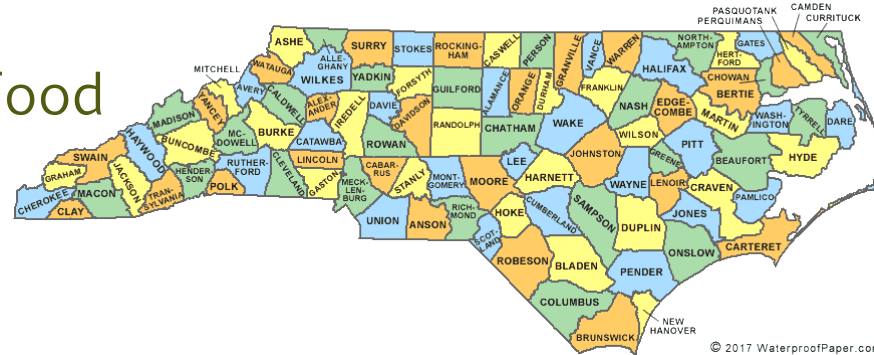 ood
PASQUOTANK
PERQUIMANS
CAMDEN
CURRITUCK
ASHE
ALLE-
GHANY
SURRY
STOKES
ROCKING-
HAM
CASWELL
PERSON
GRANVILLE
VANCE
WARREN
NORTH-
AMPTON
HERT-
FORD
GATES
MITCHELL
WATAUGA
WILKES
YADKIN
FORSYTH
GUILFORD
ALAMANCE
ORANGE
DURHAM
FRANKLIN
HALIFAX
CHOWAN
BERTIE
AVERY
CALDWELL
ALEX-
ANDER
IREDELL
DAVIE
DAVIDSON
RANDOLPH
CHATHAM
WAKE
NASH
EDGE-
COMBE
MARTIN
WASH-
INGTON
TYRRELL
DARE
MADISON
YANCEY
MC-
DOWELL
BURKE
CATAWBA
ROWAN
WILSON
PITT
BEAUFORT
HYDE
HAYWOOD
BUNCOMBE
RUTHER-
FORD
CLEVELAND
LINCOLN
GASTON
CABAR-
RUS
STANLY
MONT-
GOMERY
MOORE
LEE
HARNETT
JOHNSTON
GREENE
SWAIN
GRAHAM
JACKSON
HENDER-
SON
POLK
MECK-
LEN-
BURG
WAYNE
LENOIR
CRAVEN
PAMLICO
CHEROKEE
MACON
CLAY
TRAN-
SYLVANIA
UNION
ANSON
RICH-
MOND
SCOT-
LAND
HOKE
CUMBERLAND
SAMPSON
DUPLIN
JONES
CARTERET
ROBESON
BLADEN
PENDER
ONSLOW
COLUMBUS
BRUNSWICK
NEW
HANOVER
© 2017 WaterproofPaper.co